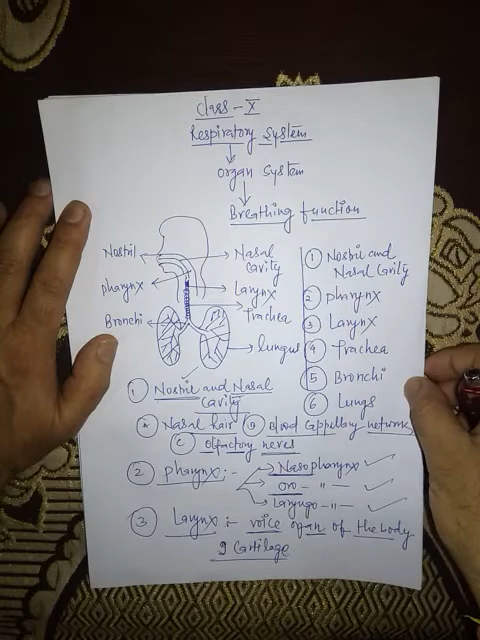 Class - X
Respiratory System
organ System
Breathing function
Nostril
Nasal
Cavity
pharynx
Larynx
Trachea
Bronchi
lungus
① Nostril and
Nasal Cavity
② pharynx
③ Larynx
④ Trachea
⑤ Bronchi
⑥ Lungs
① Nostril and Nasal
Cavity
Nasal hair Blood Cappillary network
Olfactory nerves
② pharynx :- Nasopharynx
oro - " -
Laryngo - " -
③ Larynx :- voice organ of the body
9 Cartilage